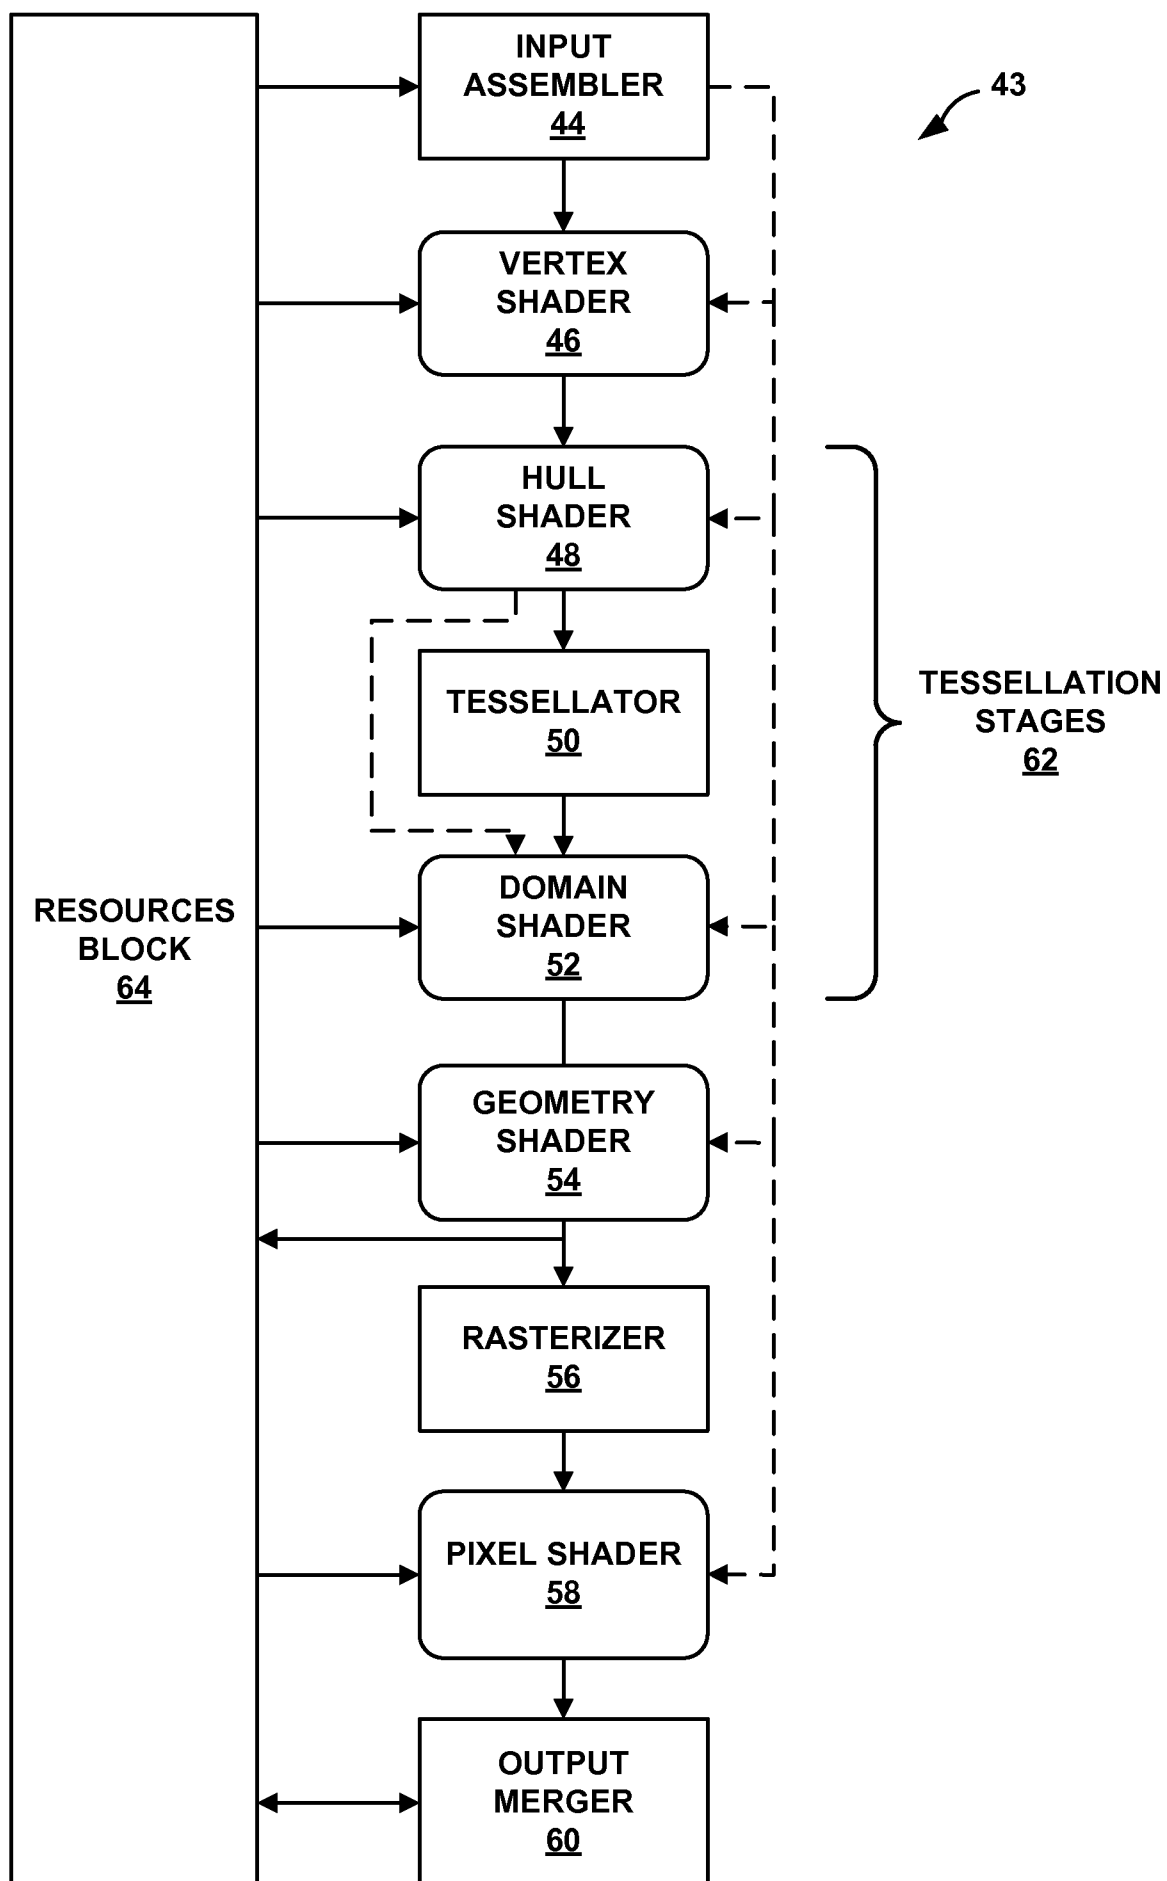 INPUT
ASSEMBLER
44
43
VERTEX
SHADER
46
HULL
SHADER
48
TESSELLATOR
50
TESSELLATION
STAGES
62
DOMAIN
SHADER
52
RESOURCES
BLOCK
64
GEOMETRY
SHADER
54
RASTERIZER
56
PIXEL SHADER
58
OUTPUT
MERGER
60